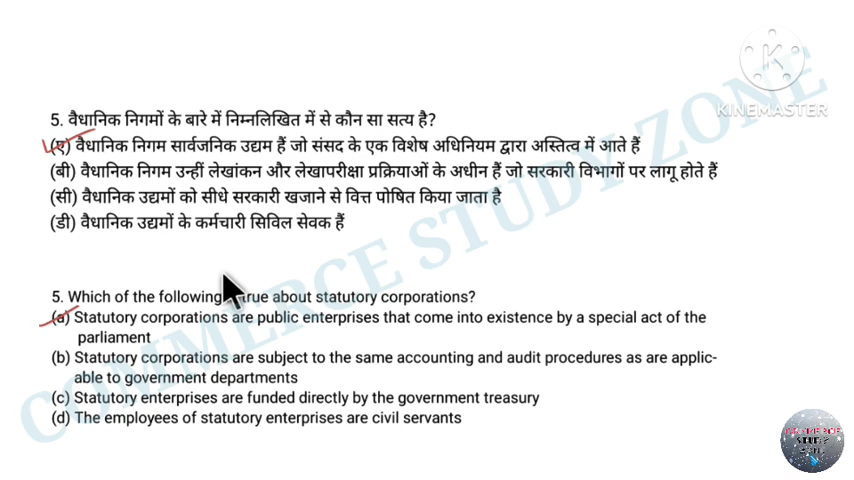 KINEMASTER
5. वैधानिक निगमों के बारे में निम्नलिखित में से कौन सा सत्य है?
(ए) वैधानिक निगम सार्वजनिक उद्यम हैं जो संसद के एक विशेष अधिनियम द्वारा अस्तित्व में आते हैं
(बी) वैधानिक निगम उन्हीं लेखांकन और लेखापरीक्षा प्रक्रियाओं के अधीन हैं जो सरकारी विभागों पर लागू होते हैं
(सी) वैधानिक उद्यमों को सीधे सरकारी खजाने से वित्त पोषित किया जाता है
(डी) वैधानिक उद्यमों के कर्मचारी सिविल सेवक हैं
COMMERCE STUDY ZONE
5. Which of the following true about statutory corporations?
(a) Statutory corporations are public enterprises that come into existence by a special act of the
parliament
(b) Statutory corporations are subject to the same accounting and audit procedures as are applic-
able to government departments
(c) Statutory enterprises are funded directly by the government treasury
(d) The employees of statutory enterprises are civil servants
COMMERCE
STUDY
ZONE